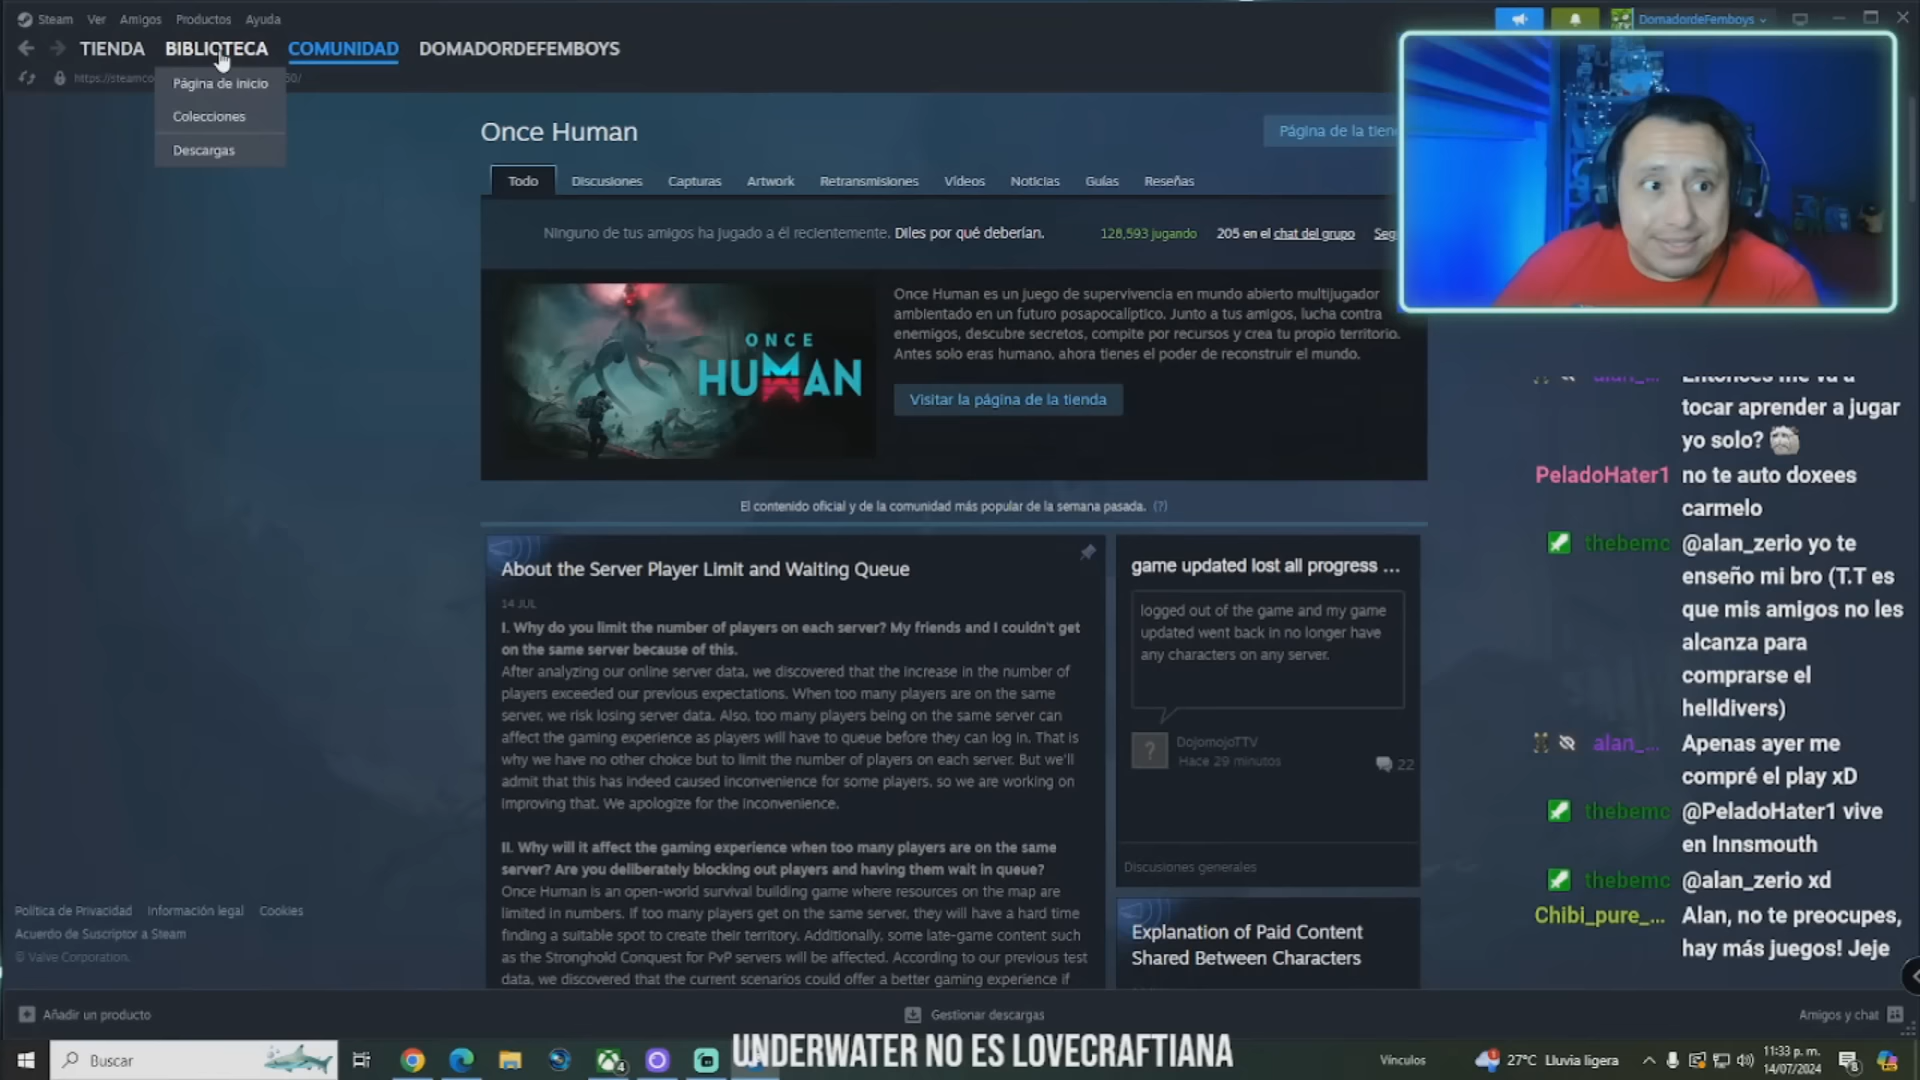 Steam Ver Amigos Productos Ayuda
DomadordeFemboys
TIENDA BIBLIOTECA COMUNIDAD DOMADORDEFEMBOYS
https://steamco
50/
Página de inicio
Colecciones
Descargas
Once Human
Página de la tien
Todo Discusiones Capturas Artwork Retransmisiones Vídeos Noticias Guías Reseñas
Ninguno de tus amigos ha jugado a él recientemente. Diles por qué deberían.
128,593 jugando 205 en el chat del grupo Seg
ONCE
HUMAN
Once Human es un juego de supervivencia en mundo abierto multijugador
ambientado en un futuro posapocalíptico. Junto a tus amigos, lucha contra
enemigos, descubre secretos, compite por recursos y crea tu propio territorio.
Antes solo eras humano, ahora tienes el poder de reconstruir el mundo.
Visitar la página de la tienda
El contenido oficial y de la comunidad más popular de la semana pasada. (?)
About the Server Player Limit and Waiting Queue
14 JUL
I. Why do you limit the number of players on each server? My friends and I couldn't get
on the same server because of this.
After analyzing our online server data, we discovered that the increase in the number of
players exceeded our previous expectations. When too many players are on the same
server, we risk losing server data. Also, too many players being on the same server can
affect the gaming experience as players will have to queue before they can log in. That is
why we have no other choice but to limit the number of players on each server. But we'll
admit that this has indeed caused inconvenience for some players, so we are working on
improving that. We apologize for the inconvenience.
II. Why will it affect the gaming experience when too many players are on the same
server? Are you deliberately blocking out players and having them wait in queue?
Once Human is an open-world survival building game where resources on the map are
limited in numbers. If too many players get on the same server, they will have a hard time
finding a suitable spot to create their territory. Additionally, some late-game content such
as the Stronghold Conquest for PvP servers will be affected. According to our previous test
data, we discovered that the current scenarios could offer a better gaming experience if
game updated lost all progress ...
logged out of the game and my game
updated went back in no longer have
any characters on any server.
?
DojomojoTTV
Hace 29 minutos
22
Discusiones generales
Explanation of Paid Content
Shared Between Characters
alan_... Entonces me va a
tocar aprender a jugar
yo solo?
PeladoHater1 no te auto doxees
carmelo
thebemc @alan_zerio yo te
enseño mi bro (T.T es
que mis amigos no les
alcanza para
comprarse el
helldivers)
alan_... Apenas ayer me
compré el play xD
thebemc @PeladoHater1 vive
en Innsmouth
thebemc @alan_zerio xd
Chibi_pure_... Alan, no te preocupes,
hay más juegos! Jeje
Política de Privacidad Información legal Cookies
Acuerdo de Suscriptor a Steam
© Valve Corporation.
Añadir un producto
Gestionar descargas
Amigos y chat
UNDERWATER NO ES LOVECRAFTIANA
Buscar
4
Vínculos
27°C Lluvia ligera
11:33 p. m.
14/07/2024
8